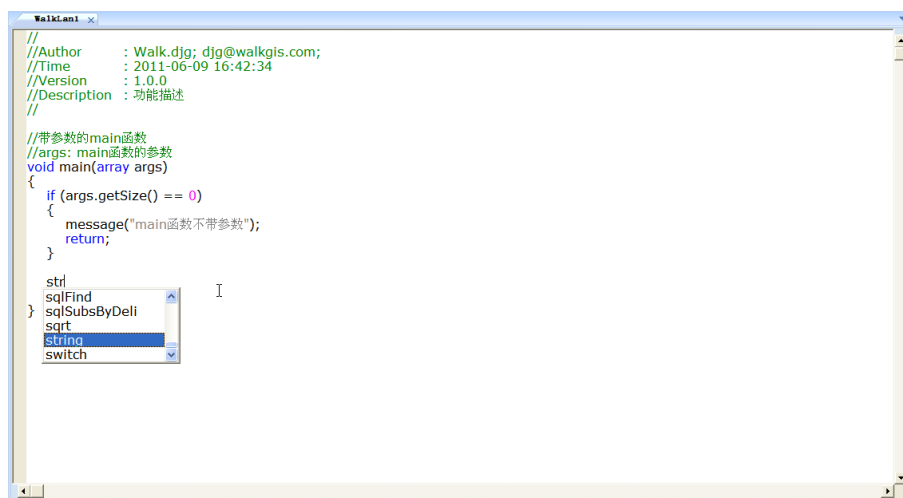 WalkLan1
//
//Author : Walk.djg; djg@walkgis.com;
//Time : 2011-06-09 16:42:34
//Version : 1.0.0
//Description : 功能描述
//
//带参数的main函数
//args: main函数的参数
void main(array args)
{
if (args.getSize() == 0)
{
message("main函数不带参数");
return;
}
str
sqlFind
} sqlSubsByDeli
sqrt
string
switch